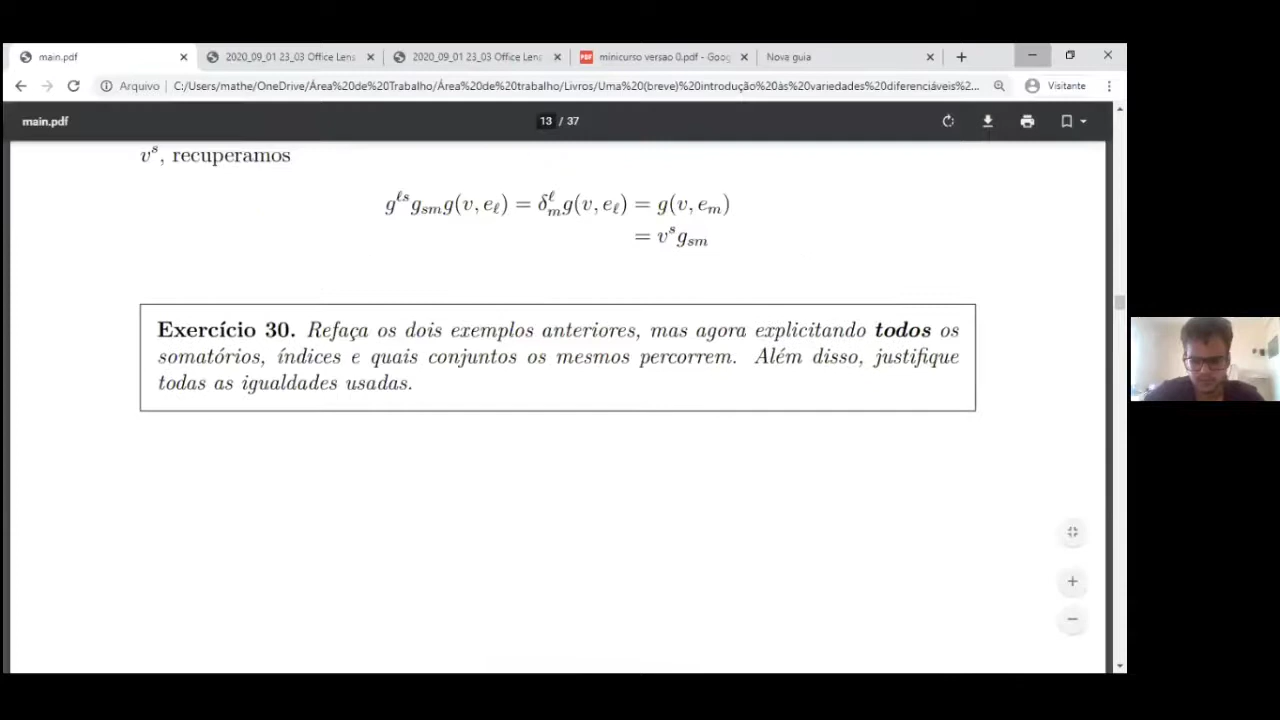 main.pdf
2020_09_01 23_03 Office Lens
2020_09_01 23_03 Office Lens
PDF
minicurso versao 0.pdf - Goog
Nova guia
Arquivo
C:/Users/mathe/OneDrive/Área%20de%20Trabalho/Área%20de%20trabalho/Livros/Uma%20(breve)%20introdução%20às%20variedades%20diferenciáveis%2...
Visitante
main.pdf
13 / 37
v^s, recuperamos
g^{ℓs} g_{sm} g(v, e_ℓ) = δ^ℓ_m g(v, e_ℓ) = g(v, e_m)
= v^s g_{sm}
Exercício 30. Refaça os dois exemplos anteriores, mas agora explicitando todos os
somatórios, índices e quais conjuntos os mesmos percorrem. Além disso, justifique
todas as igualdades usadas.